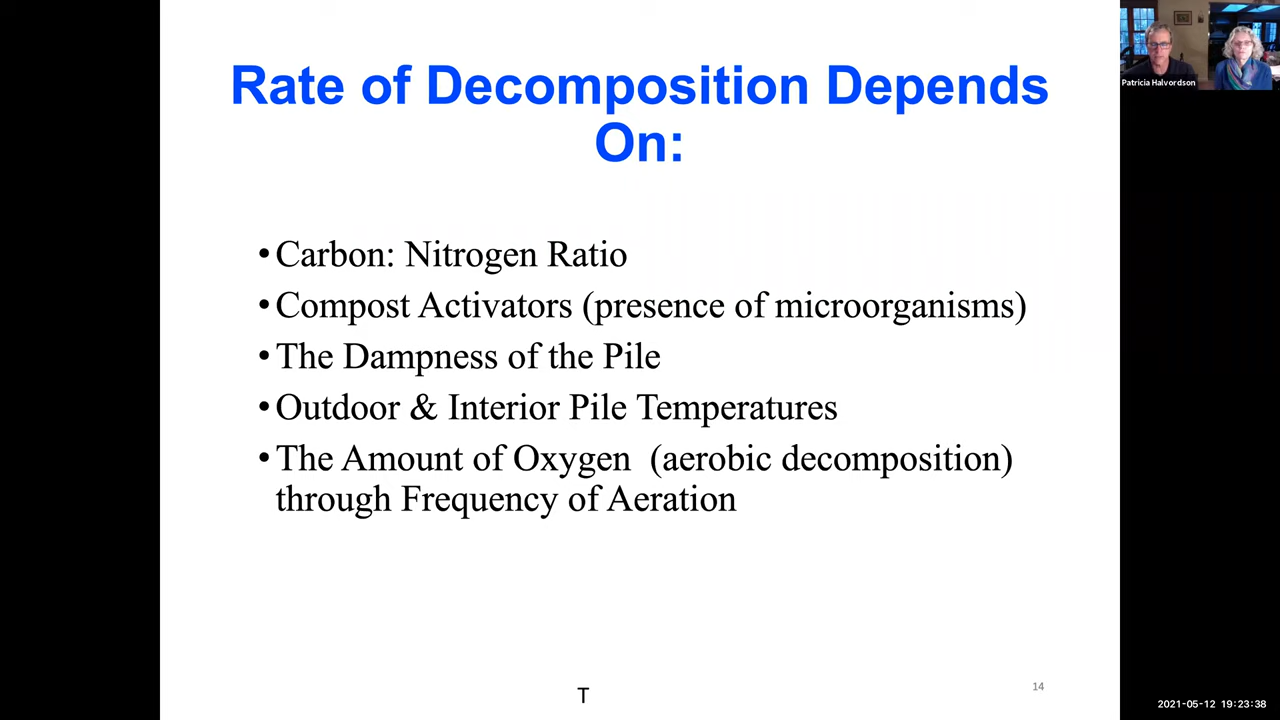 Rate of Decomposition Depends
On:
•Carbon: Nitrogen Ratio
•Compost Activators (presence of microorganisms)
•The Dampness of the Pile
•Outdoor & Interior Pile Temperatures
•The Amount of Oxygen  (aerobic decomposition)
through Frequency of Aeration
T
14
Patricia Halvordson
2021-05-12 19:23:38